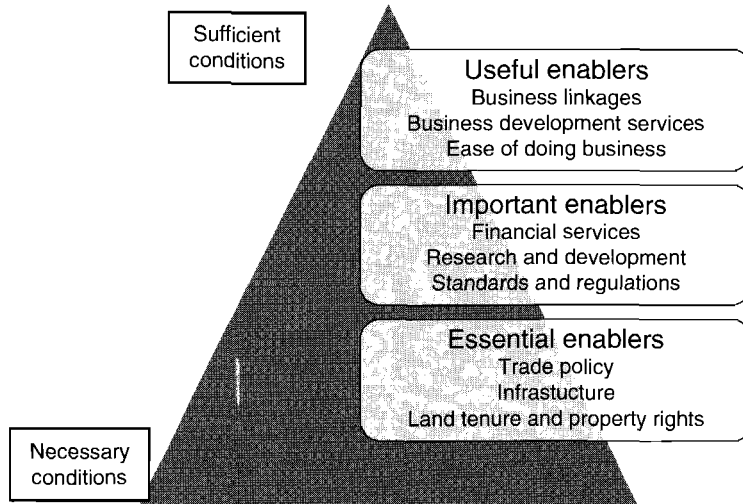 Sufficient
conditions
Useful enablers
Business linkages
Business development services
Ease of doing business
Important enablers
Financial services
Research and development
Standards and regulations
Essential enablers
Trade policy
Infrastucture
Land tenure and property rights
Necessary
conditions